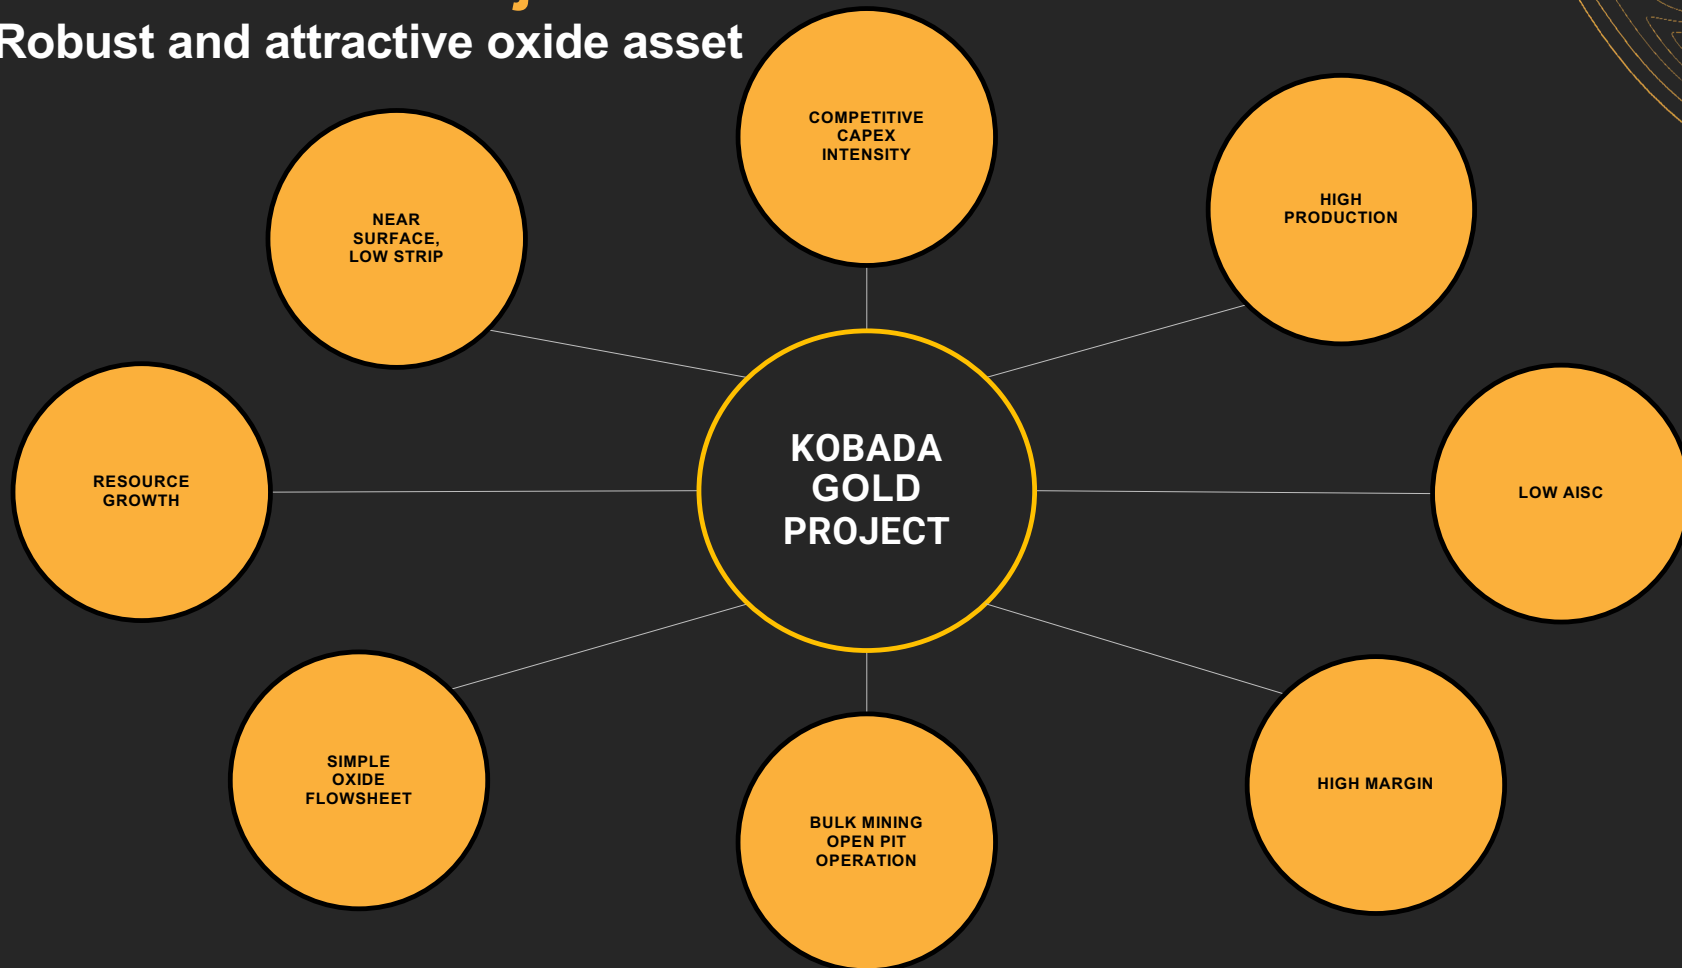 Robust and attractive oxide asset
COMPETITIVE
CAPEX
INTENSITY
HIGH
PRODUCTION
NEAR
SURFACE,
LOW STRIP
KOBADA
GOLD
PROJECT
RESOURCE
GROWTH
LOW AISC
SIMPLE
OXIDE
FLOWSHEET
BULK MINING
OPEN PIT
OPERATION
HIGH MARGIN